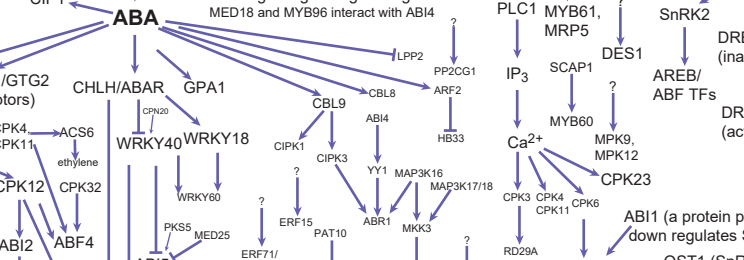 ABA
MED18 and MYB96 interact with ABI4
PLC1
MYB61,
MRP5
SnRK2
?
LPP2
PP2CG1
SCAP1
DES1
/GTG2
CHLH/ABAR
GPA1
CBL9
CBL8
ARF2
IP3
AREB/
ABF TFs
?
CPN20
ABI4
MYB60
CPK4,
CPK11
ACS6
WRKY40
WRKY18
CIPK1
HB33
Ca2+
MPK9,
MPK12
ethylene
CIPK3
YY1
MAP3K16
MAP3K17/18
CPK23
CPK12
CPK32
WRKY60
?
?
CPK3
CPK4
CPK11
CPK6
ERF15
ABR1
MKK3
ABI1 (a protein p
down regulates
ABI2
ABF4
PKS5
MED25
PAT10
?
RD29A
ERF71/